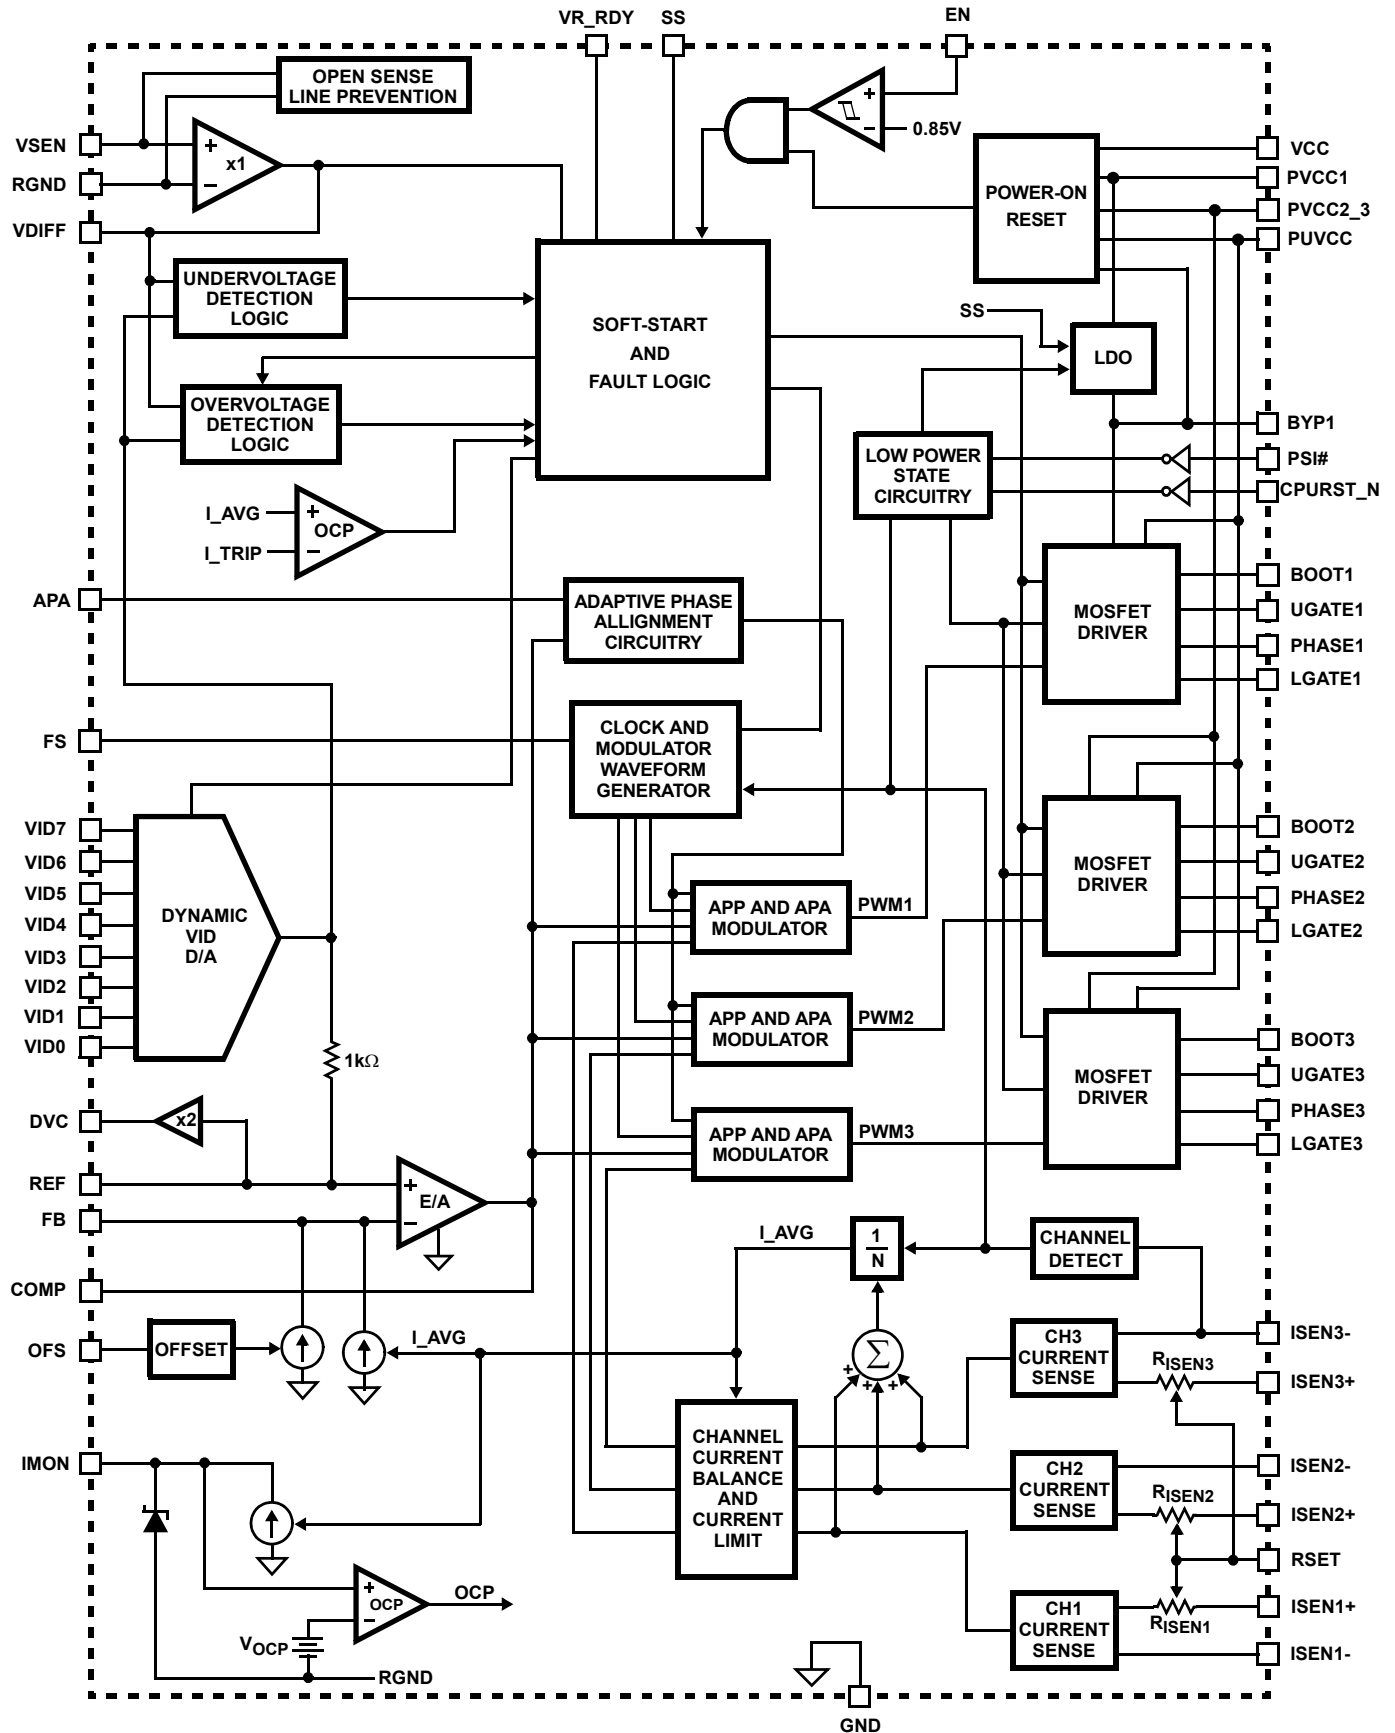 VR_RDY
SS
EN
OPEN SENSE
LINE PREVENTION
VSEN
+
x1
−
RGND
VDIFF
+
−
0.85V
POWER-ON
RESET
VCC
PVCC1
PVCC2_3
PUVCC
UNDERVOLTAGE
DETECTION
LOGIC
SOFT-START
AND
FAULT LOGIC
SS
LDO
OVERVOLTAGE
DETECTION
LOGIC
BYP1
LOW POWER
STATE
CIRCUITRY
PSI#
CPURST_N
I_AVG
I_TRIP
+
OCP
−
APA
ADAPTIVE PHASE
ALLIGNMENT
CIRCUITRY
MOSFET
DRIVER
BOOT1
UGATE1
PHASE1
LGATE1
FS
CLOCK AND
MODULATOR
WAVEFORM
GENERATOR
VID7
VID6
VID5
VID4
VID3
VID2
VID1
VID0
DYNAMIC
VID
D/A
MOSFET
DRIVER
BOOT2
UGATE2
PHASE2
LGATE2
APP AND APA
MODULATOR
PWM1
APP AND APA
MODULATOR
PWM2
1kΩ
MOSFET
DRIVER
BOOT3
UGATE3
PHASE3
LGATE3
DVC
x2
APP AND APA
MODULATOR
PWM3
REF
FB
+
E/A
−
COMP
I_AVG
1
N
CHANNEL
DETECT
OFS
OFFSET
I_AVG
Σ
+
+
+
CH3
CURRENT
SENSE
ISEN3-
RISEN3
ISEN3+
CHANNEL
CURRENT
BALANCE
AND
CURRENT
LIMIT
IMON
CH2
CURRENT
SENSE
ISEN2-
RISEN2
ISEN2+
RSET
+
OCP
−
OCP
VOCP
RGND
CH1
CURRENT
SENSE
ISEN1+
RISEN1
ISEN1-
GND